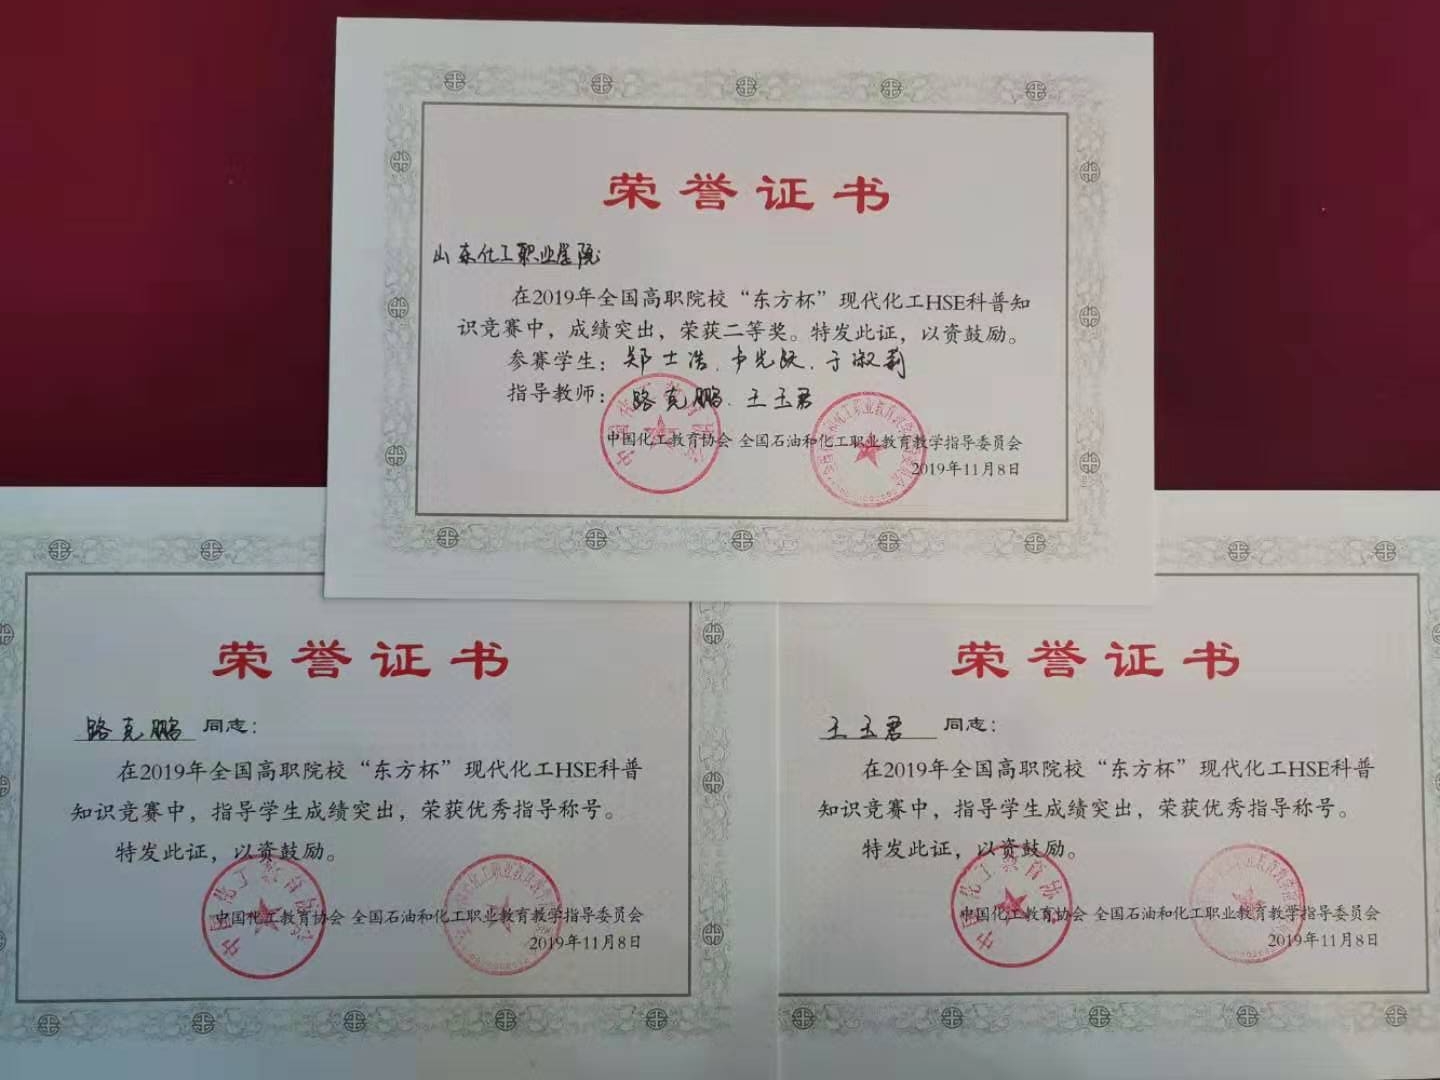 荣誉证书
山东化工职业学院
在2019年全国高职院校“东方杯”现代化工HSE科普知
识竞赛中，成绩突出，荣获二等奖。特发此证，以资鼓励。
参赛学生：郑士浩、于淑莉
指导教师：路克鹏、王玉君
中国化工教育协会 全国石油和化工职业教育教学指导委员会
2019年11月8日
荣誉证书
路克鹏 同志：
在2019年全国高职院校“东方杯”现代化工HSE科普
知识竞赛中，指导学生成绩突出，荣获优秀指导称号。
特发此证，以资鼓励。
中国化工教育协会 全国石油和化工职业教育教学指导委员会
2019年11月8日
荣誉证书
王玉君 同志：
在2019年全国高职院校“东方杯”现代化工HSE科普
知识竞赛中，指导学生成绩突出，荣获优秀指导称号。
特发此证，以资鼓励。
中国化工教育协会 全国石油和化工职业教育教学指导委员会
2019年11月8日